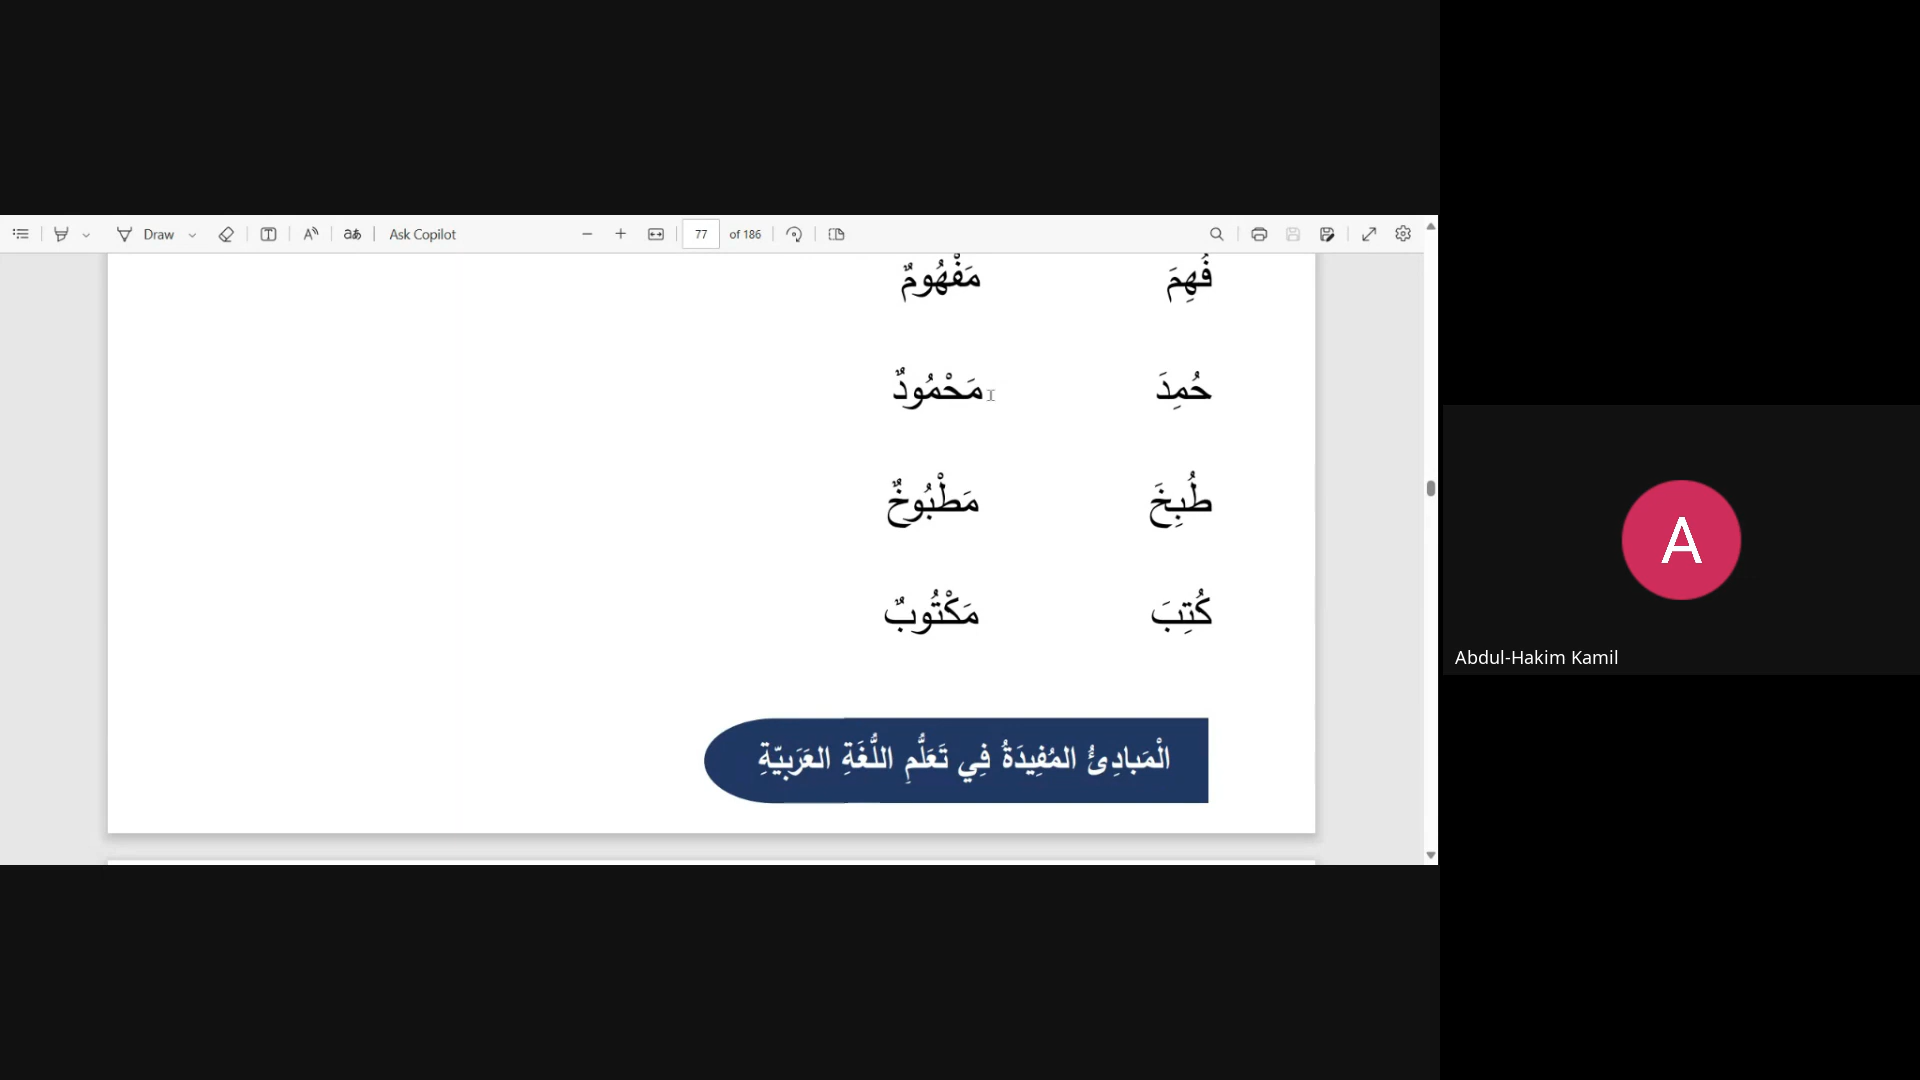 Draw
Ask Copilot
77 of 186
فُهِمَ مَفْهُومٌ
حُمِدَ مَحْمُودٌ
طُبِخَ مَطْبُوخٌ
كُتِبَ مَكْتُوبٌ
الْمَبادِئُ المُفِيدَةُ فِي تَعَلُّمِ اللُّغَةِ العَرَبِيّةِ
A
Abdul-Hakim Kamil